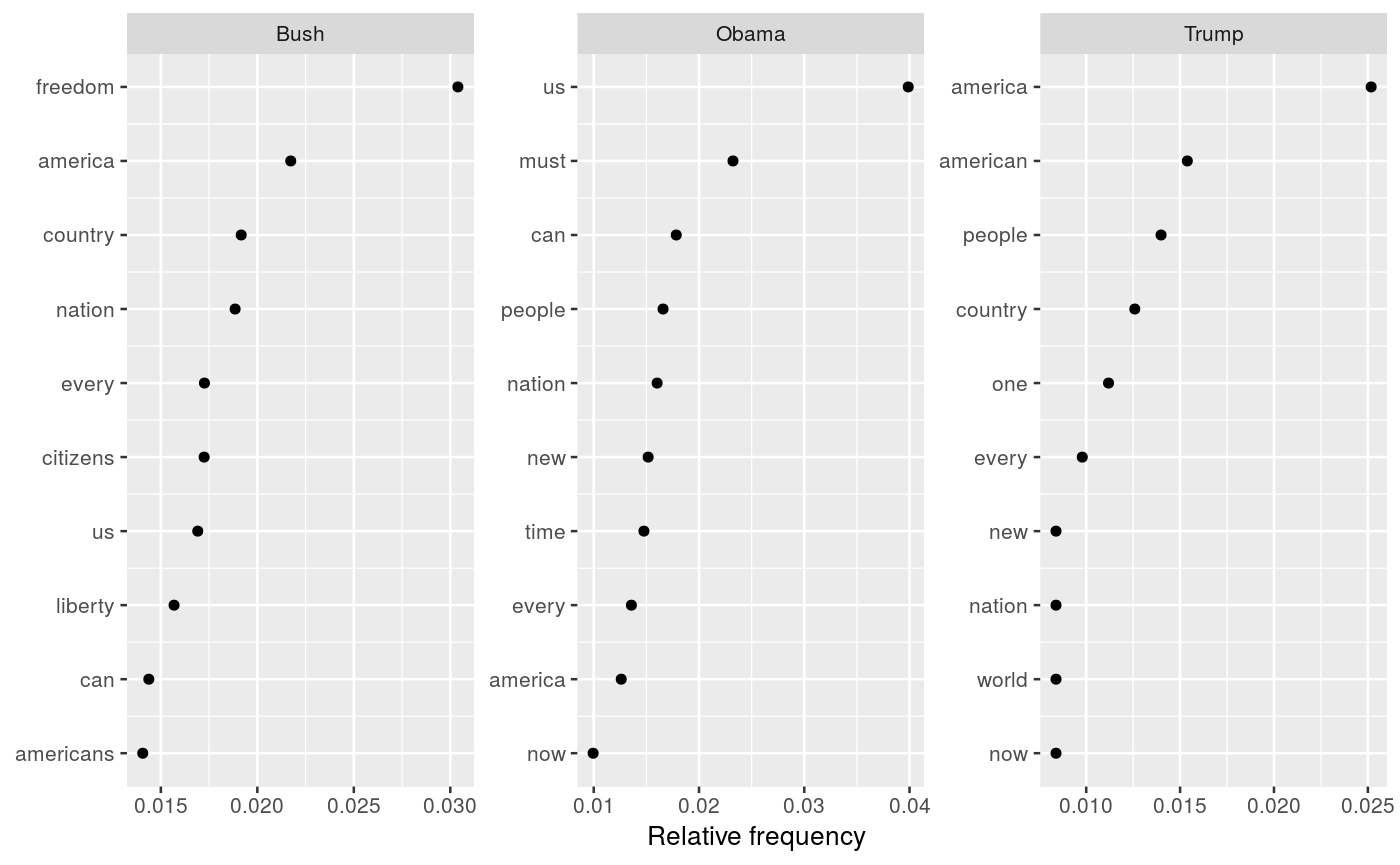 Bush
Obama
Trump
freedom
america
country
nation
every
citizens
us
liberty
can
americans
us
must
can
people
nation
new
time
every
america
now
america
american
people
country
one
every
new
nation
world
now
0.015 0.020 0.025 0.030
0.01 0.02 0.03 0.04
0.010 0.015 0.020 0.025
Relative frequency